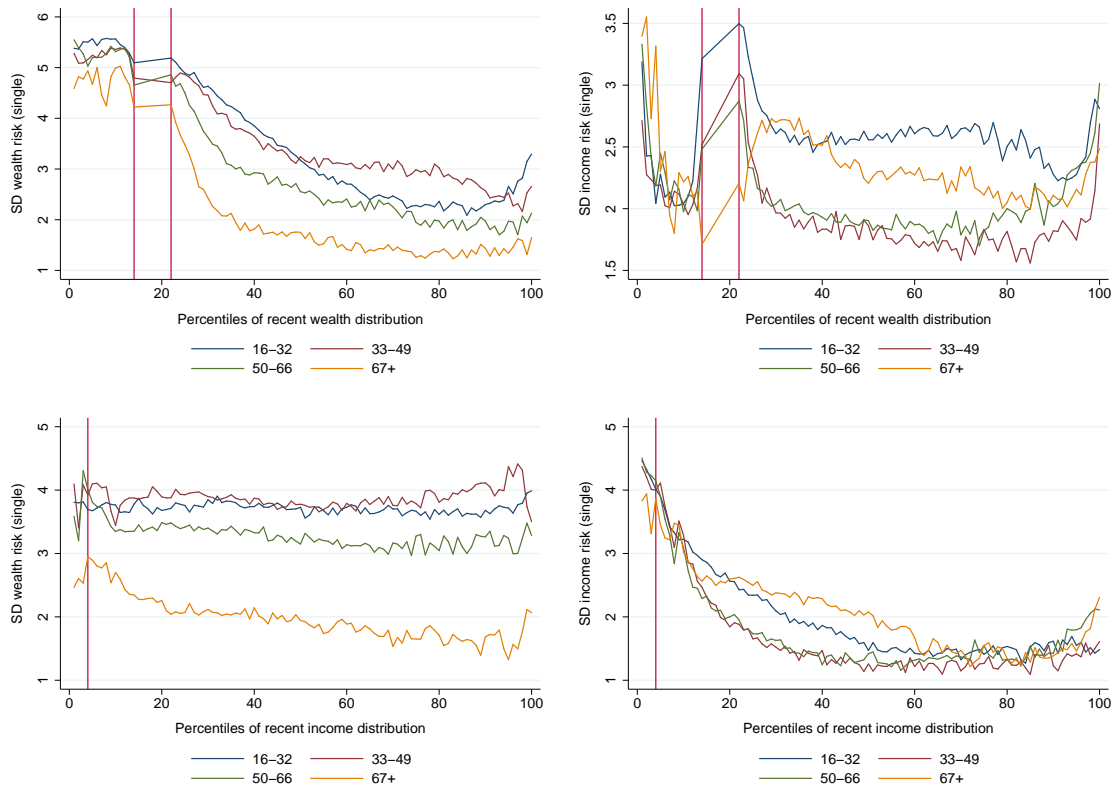 SD wealth risk (single)
6
5
4
3
2
1
0 20 40 60 80 100
Percentiles of recent wealth distribution
16−32 33−49
50−66 67+
SD income risk (single)
3.5
3
2.5
2
1.5
0 20 40 60 80 100
Percentiles of recent wealth distribution
16−32 33−49
50−66 67+
SD wealth risk (single)
5
4
3
2
1
0 20 40 60 80 100
Percentiles of recent income distribution
16−32 33−49
50−66 67+
SD income risk (single)
5
4
3
2
1
0 20 40 60 80 100
Percentiles of recent income distribution
16−32 33−49
50−66 67+